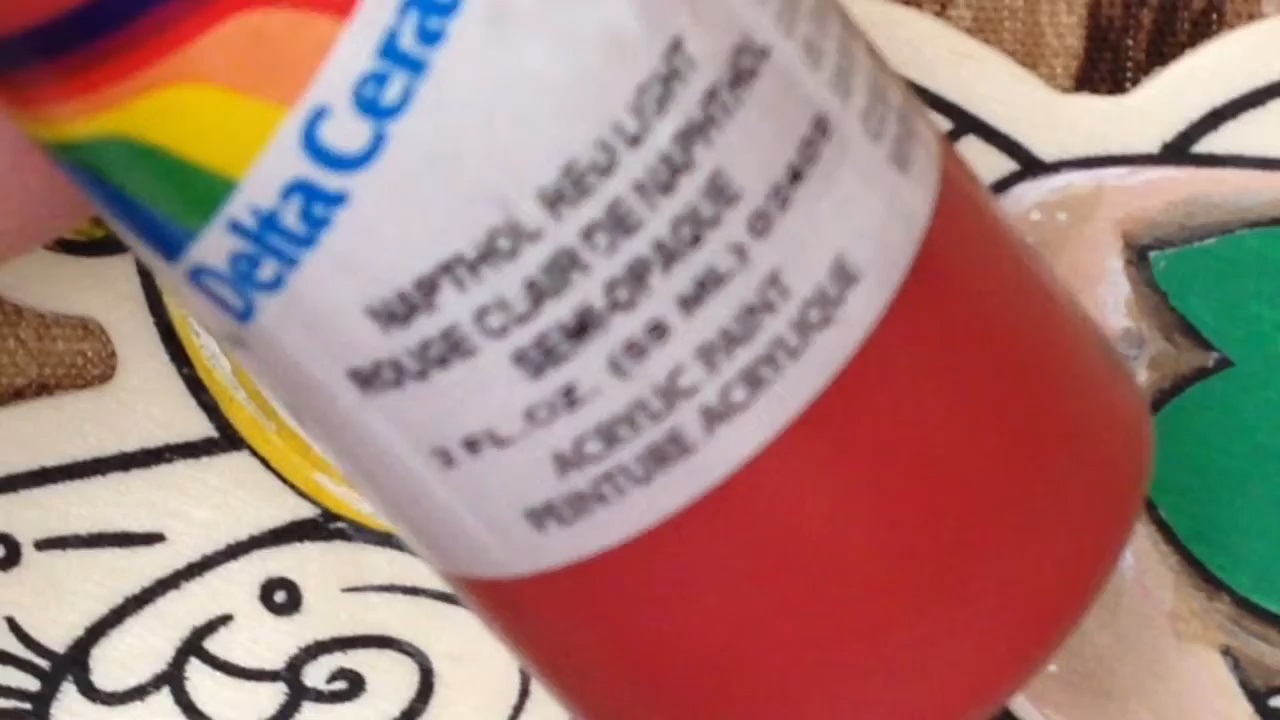 Delta Cera
NAPTHOL RED LIGHT
ROUGE CLAIR DE NAPHTHOL
SEMI-OPAQUE
2 FL. OZ. (59 ML)
ACRYLIC PAINT
PEINTURE ACRYLIQUE